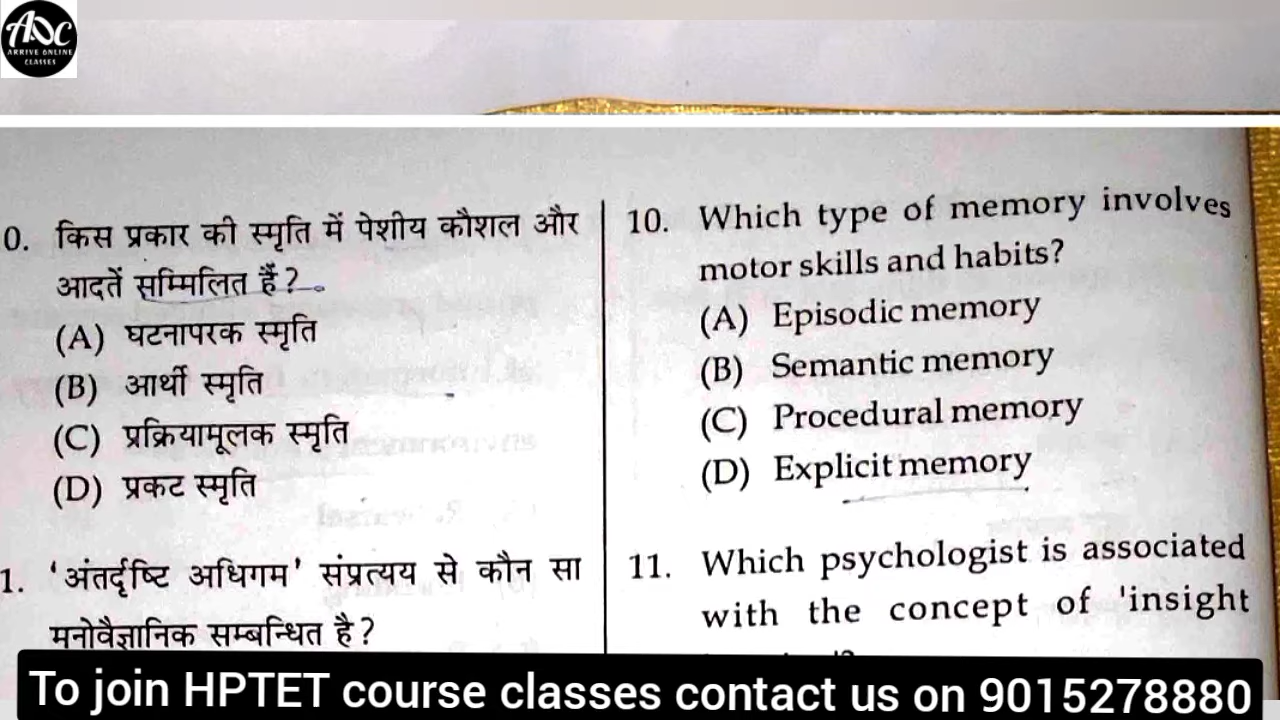 ADC
ARRIVE ONLINE
CLASSES
0. किस प्रकार की स्मृति में पेशीय कौशल और
आदतें सम्मिलित हैं?
(A) घटनापरक स्मृति
(B) आर्थी स्मृति
(C) प्रक्रियामूलक स्मृति
(D) प्रकट स्मृति
1. 'अंतर्दृष्टि अधिगम' संप्रत्यय से कौन सा
मनोवैज्ञानिक सम्बन्धित है?
10. Which type of memory involves
motor skills and habits?
(A) Episodic memory
(B) Semantic memory
(C) Procedural memory
(D) Explicit memory
11. Which psychologist is associated
with the concept of 'insight
To join HPTET course classes contact us on 9015278880